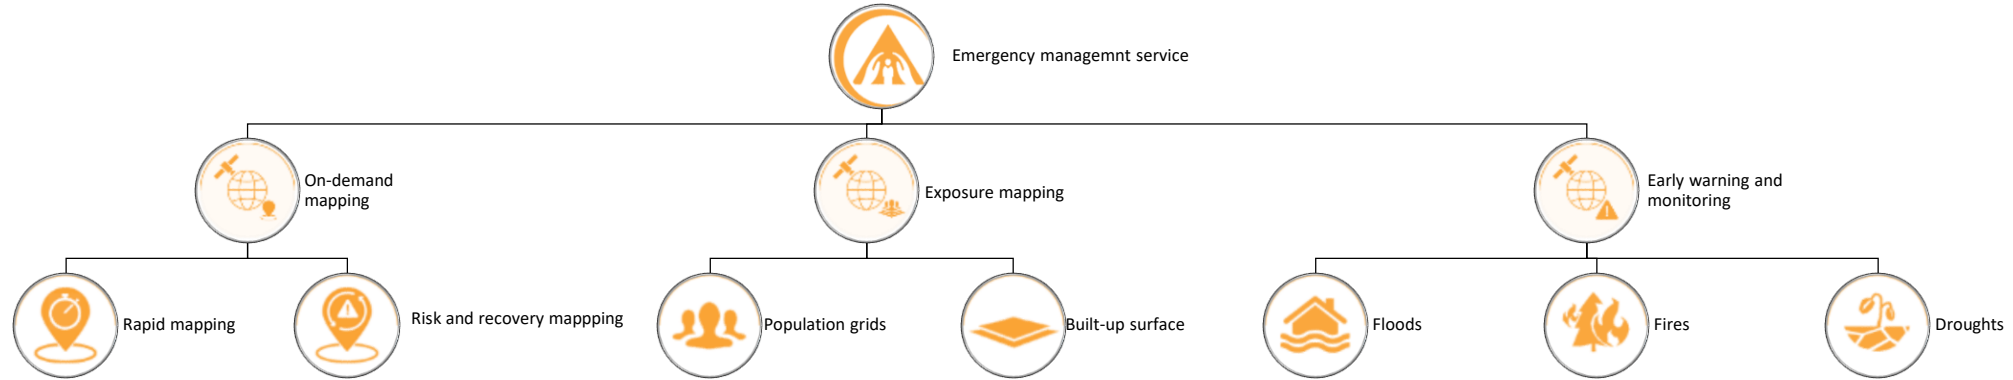 Emergency managemnt service
On-demand
mapping
Exposure mapping
Early warning and
monitoring
Rapid mapping
Risk and recovery mappping
Population grids
Built-up surface
Floods
Fires
Droughts